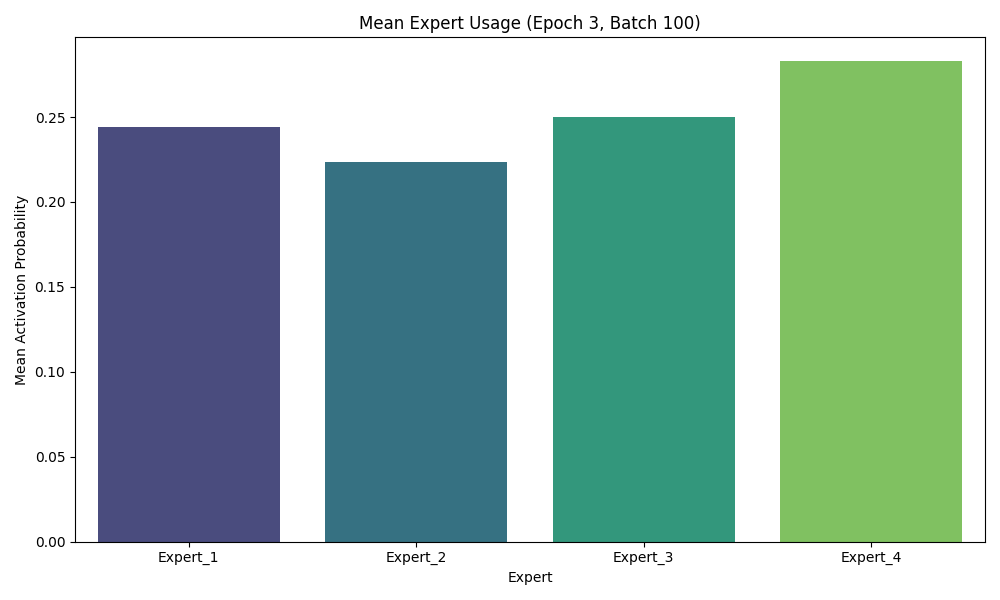 Mean Expert Usage (Epoch 3, Batch 100)
Mean Activation Probability
0.25
0.20
0.15
0.10
0.05
0.00
Expert_1
Expert_2
Expert_3
Expert_4
Expert